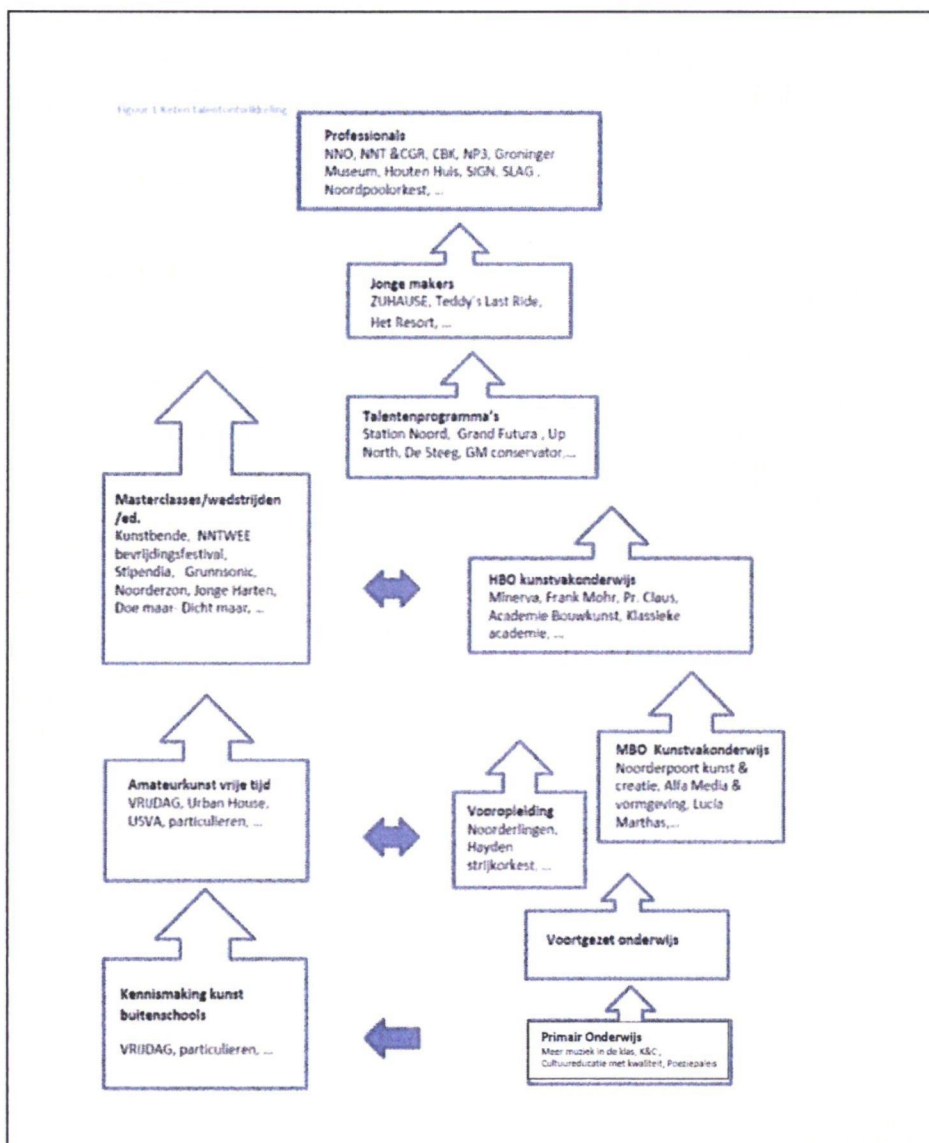 Figuur 1 Keten talentontwikkeling
Professionals
NNO, NNT &CGR, CBK, NP3, Groninger
Museum, Houten Huis, SIGN, SLAG ,
Noordpoolorkest, ...
Jonge makers
ZUHAUSE, Teddy's Last Ride,
Het Resort, ...
Talentenprogramma's
Station Noord, Grand Futura , Up
North, De Steeg, GM conservator,...
Masterclasses/wedstrijden
/ed.
Kunstbende, NNTWEE
bevrijdingsfestival,
Stipendia, Grunnsonic,
Noorderzon, Jonge Harten,
Doe maar Dicht maar, ...
HBO kunstvakonderwijs
Minerva, Frank Mohr, Pr. Claus,
Academie Bouwkunst, Klassieke
academie, ...
MBO Kunstvakonderwijs
Noorderpoort kunst &
creatie, Alfa Media &
vormgeving, Lucia
Marthas,...
Amateurkunst vrije tijd
VRIJDAG, Urban House,
USVA, particulieren, ...
Vooropleiding
Noorderlingen,
Hayden
strijkorkest, ...
Voortgezet onderwijs
Kennismaking kunst
buitenschools
VRIJDAG, particulieren, ...
Primair Onderwijs
Meer muziek in de klas, K&C ,
Cultuureducatie met kwaliteit, Poeziepaleis